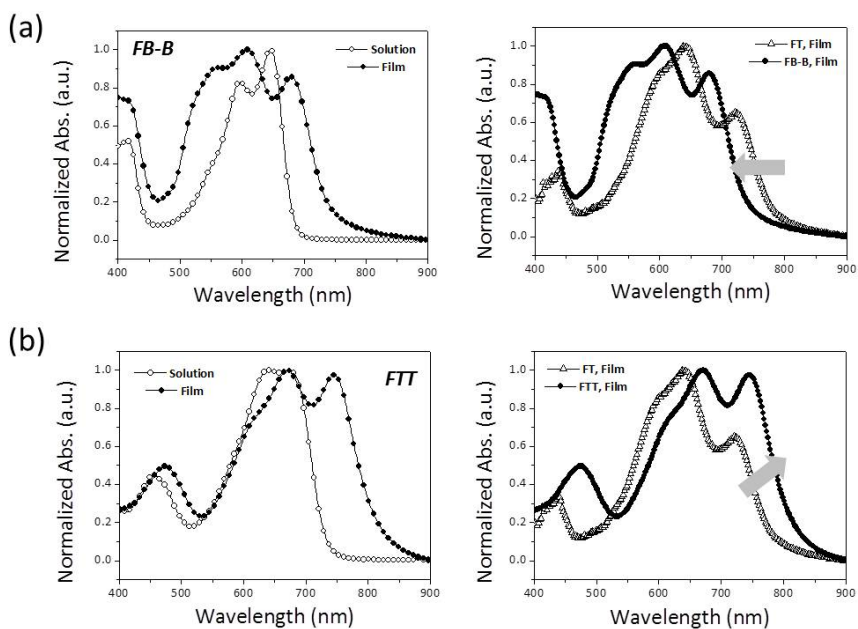 (a)
FB-B
Solution
Film
Normalized Abs. (a.u.)
1.0
0.8
0.6
0.4
0.2
0.0
400 500 600 700 800 900
Wavelength (nm)
FT, Film
FB-B, Film
Normalized Abs. (a.u.)
1.0
0.8
0.6
0.4
0.2
0.0
400 500 600 700 800 900
Wavelength (nm)
(b)
Solution
Film
FTT
Normalized Abs. (a.u.)
1.0
0.8
0.6
0.4
0.2
0.0
400 500 600 700 800 900
Wavelength (nm)
FT, Film
FTT, Film
Normalized Abs. (a.u.)
1.0
0.8
0.6
0.4
0.2
0.0
400 500 600 700 800 900
Wavelength (nm)